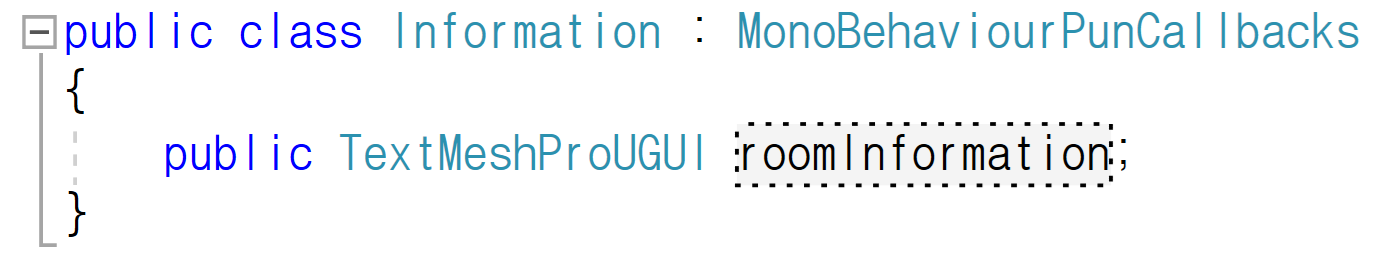 public class Information : MonoBehaviourPunCallbacks
{
public TextMeshProUGUI roomInformation;
}